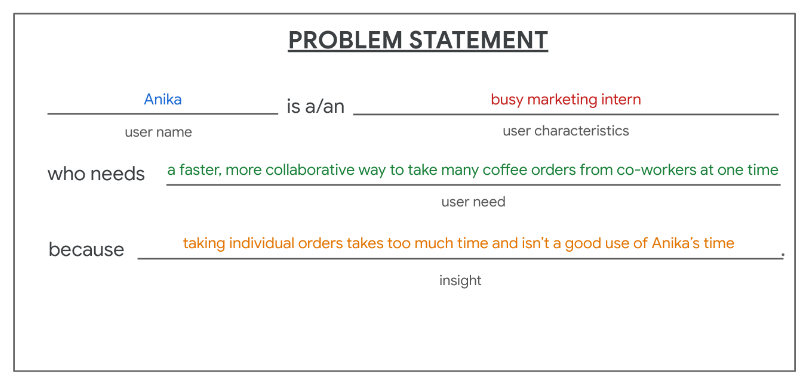 PROBLEM STATEMENT
Anika is a/an busy marketing intern
user name user characteristics
who needs a faster, more collaborative way to take many coffee orders from co-workers at one time
user need
because taking individual orders takes too much time and isn't a good use of Anika's time.
insight